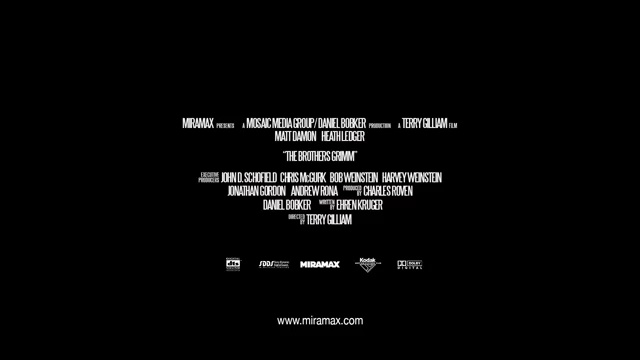 MIRAMAX PRESENTS A MOSAIC MEDIA GROUP/DANIEL BOBKER PRODUCTION A TERRY GILLIAM FILM
MATT DAMON HEATH LEDGER
"THE BROTHERS GRIMM"
EXECUTIVE PRODUCERS JOHN D. SCHOFIELD CHRIS McGURK BOB WEINSTEIN HARVEY WEINSTEIN
JONATHAN GORDON ANDREW RONA PRODUCED BY CHARLES ROVEN
DANIEL BOBKER WRITTEN BY EHREN KRUGER
DIRECTED BY TERRY GILLIAM
dts SDDS MIRAMAX Kodak DOLBY DIGITAL
www.miramax.com